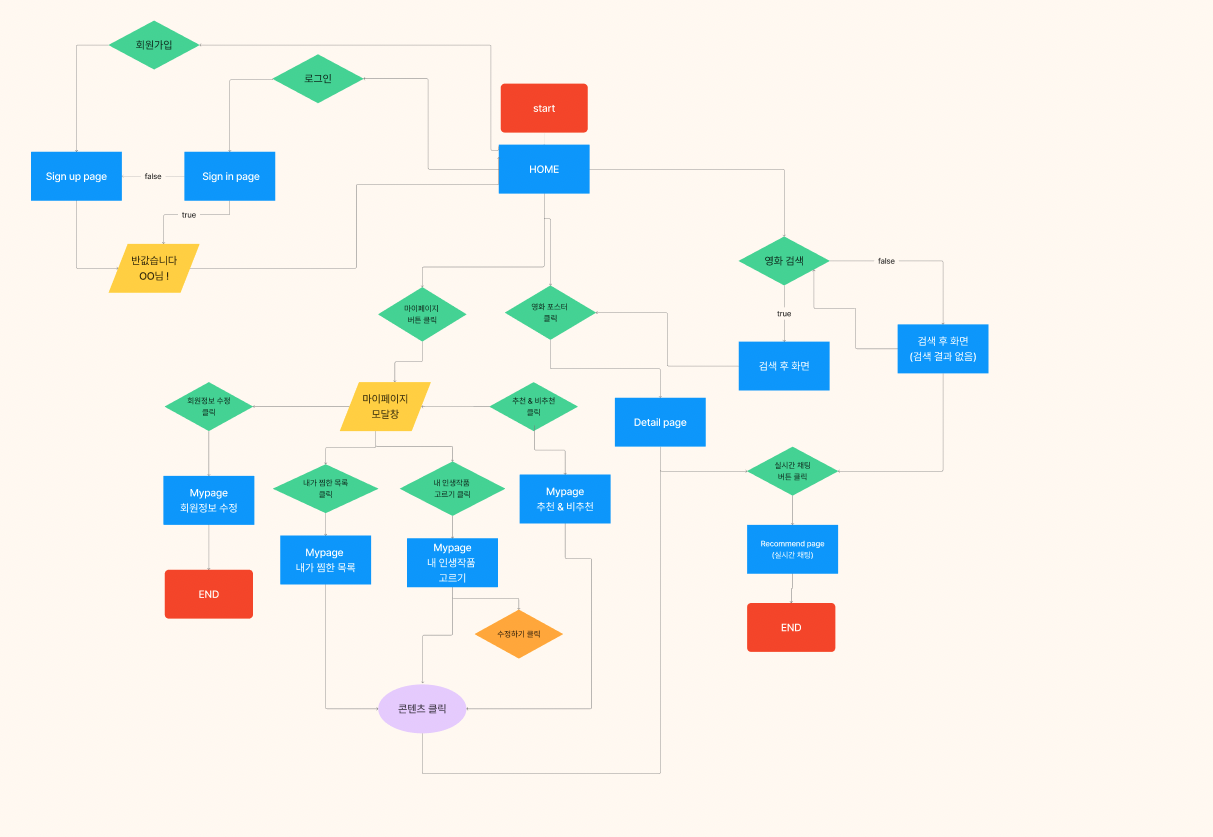 회원가입
로그인
start
HOME
Sign up page
false
Sign in page
true
반값습니다
OO님 !
영화 검색
false
true
마이페이지
버튼 클릭
영화 포스터
클릭
검색 후 화면
검색 후 화면
(검색 결과 없음)
회원정보 수정
클릭
마이페이지
모달창
추천 & 비추천
클릭
Detail page
내가 찜한 목록
클릭
내 인생작품
고르기 클릭
실시간 채팅
버튼 클릭
Mypage
회원정보 수정
Mypage
추천 & 비추천
Mypage
내가 찜한 목록
Mypage
내 인생작품
고르기
Recommend page
(실시간 채팅)
END
수정하기 클릭
END
콘텐츠 클릭